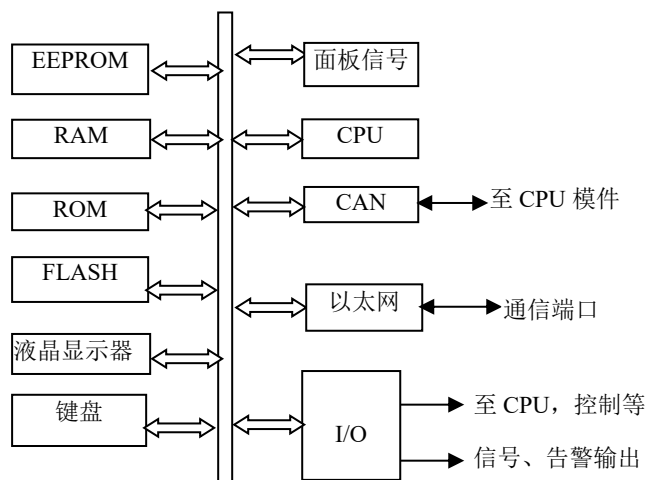 EEPROM
面板信号
RAM
CPU
ROM
CAN
至 CPU 模件
FLASH
以太网
通信端口
液晶显示器
键盘
I/O
至 CPU，控制等
信号、告警输出